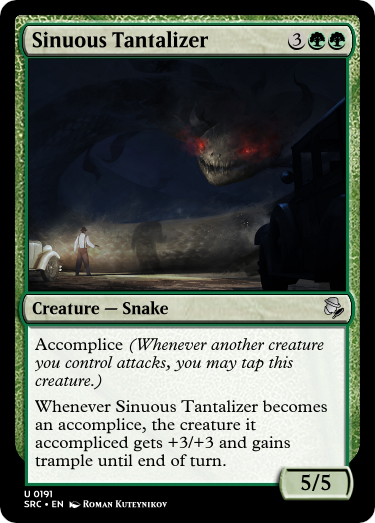 Sinuous Tantalizer 3
Creature — Snake
Accomplice (Whenever another creature
you control attacks, you may tap this
creature.)
Whenever Sinuous Tantalizer becomes
an accomplice, the creature it
accompliced gets +3/+3 and gains
trample until end of turn.
5/5
U 0191
SRC • EN Roman Kuteynikov